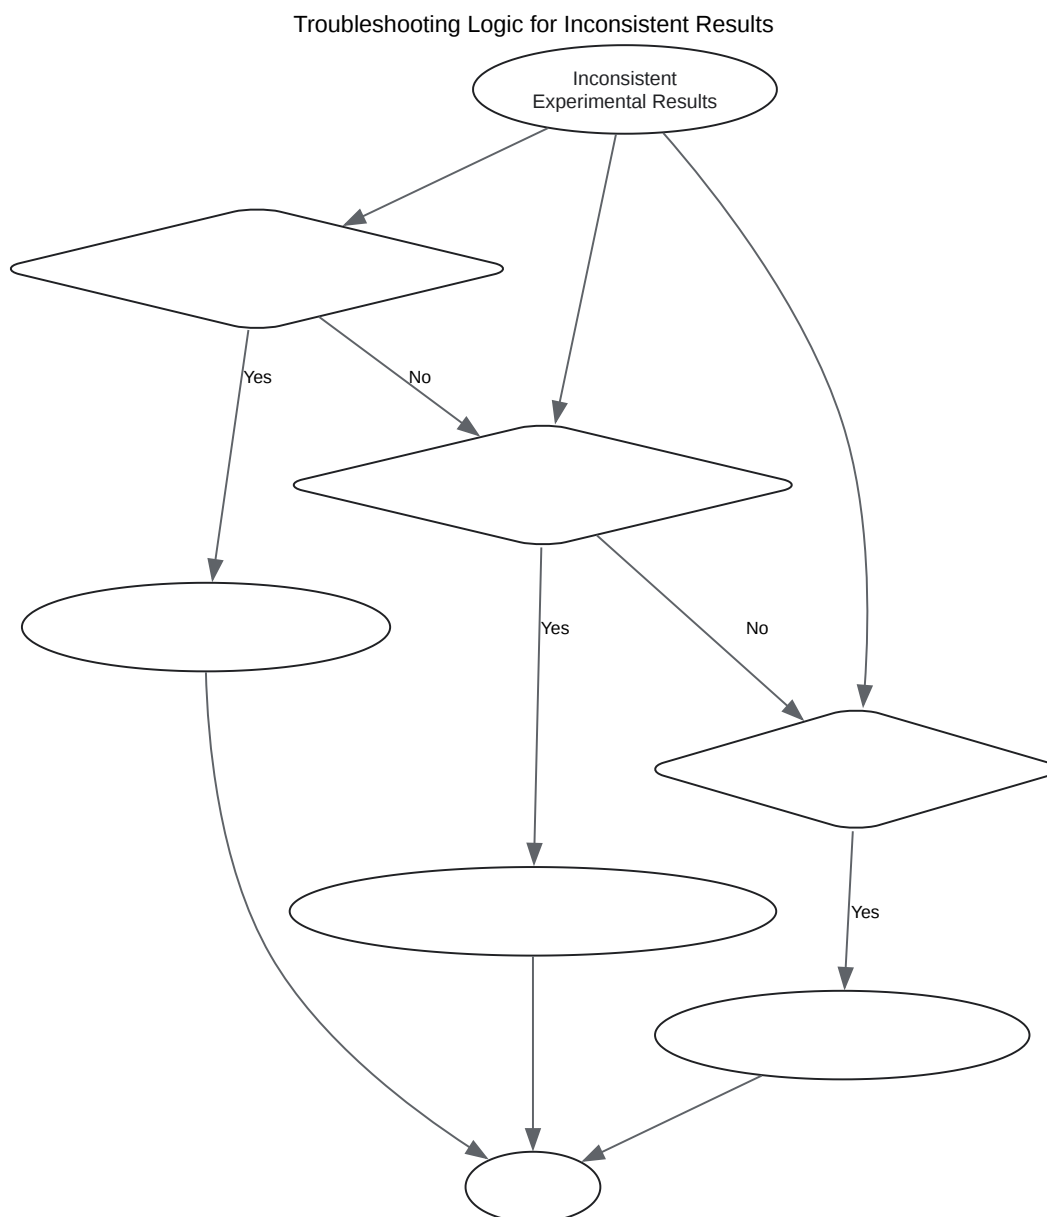 Troubleshooting Logic for Inconsistent Results
Inconsistent
Experimental Results
Yes
No
Yes
No
Yes